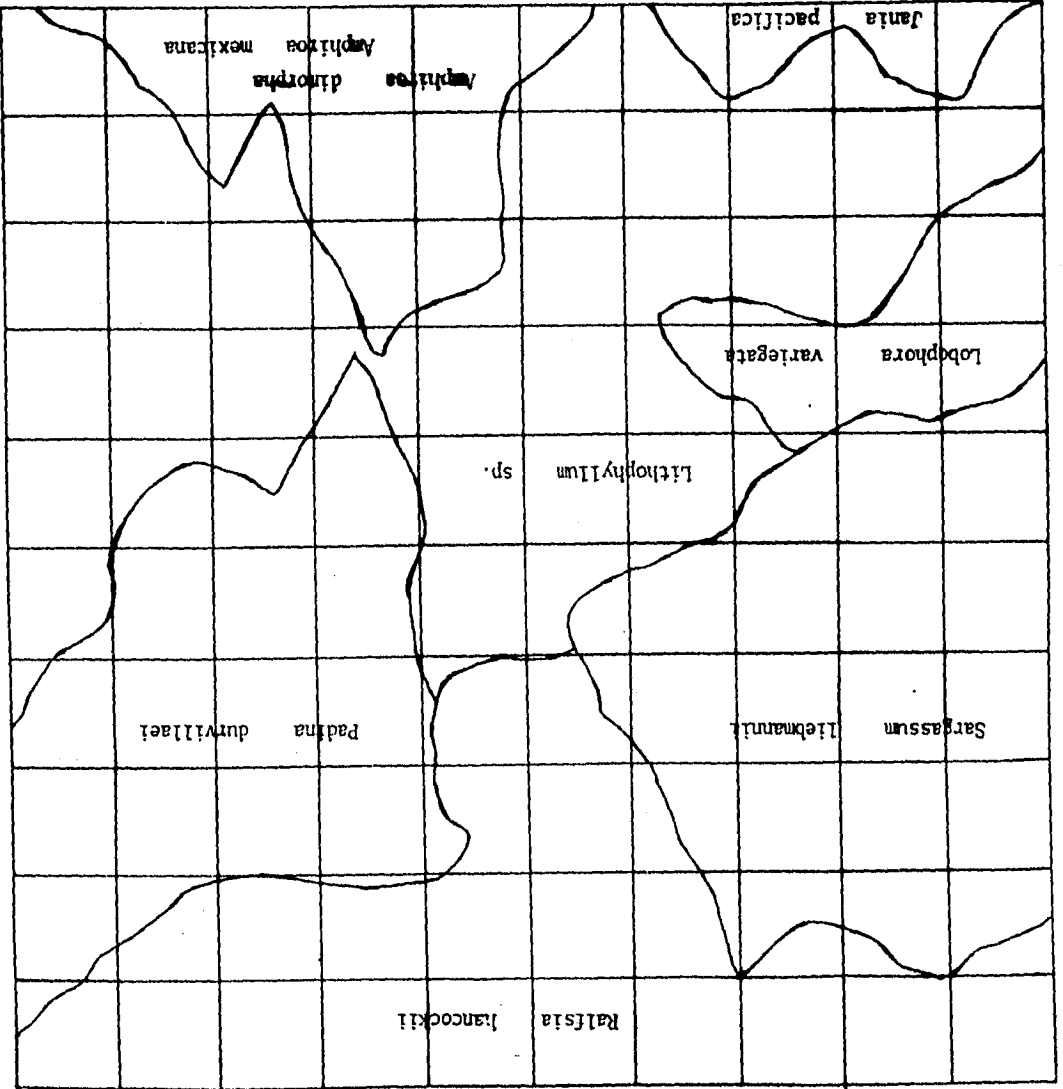 Ralfsia hancockii
Sargassum liebmannii
Padina durvillaei
Lithophyllum sp.
Lobophora variegata
Amphiroa dimorpha
Amphiroa mexicana
Jania pacifica